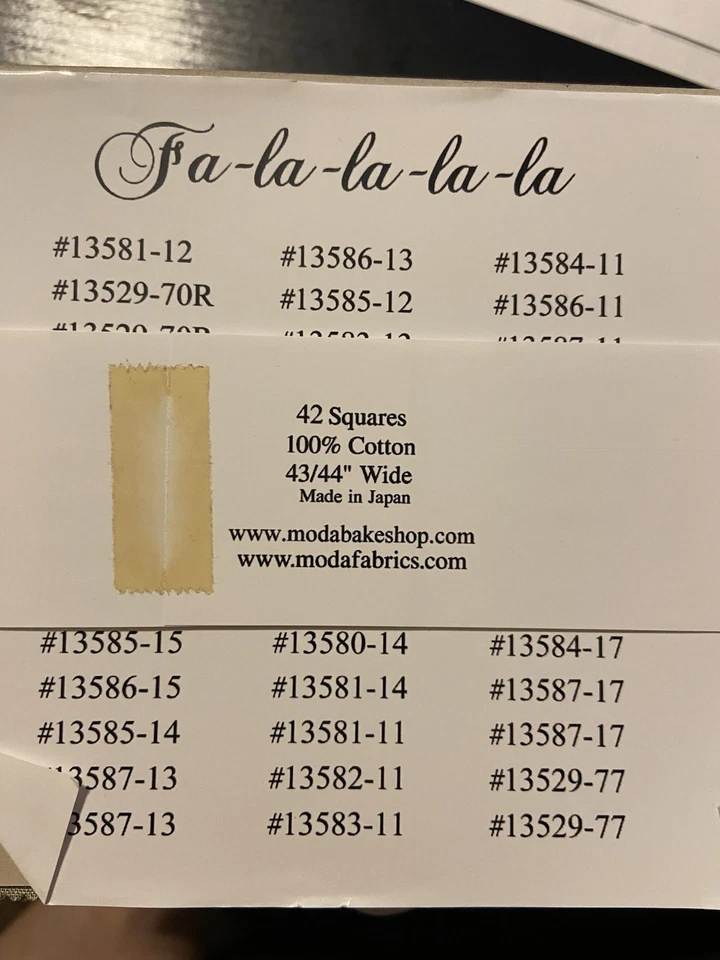 Fa-la-la-la-la
#13581-12 #13586-13 #13584-11
#13529-70R #13585-12 #13586-11
42 Squares
100% Cotton
43/44" Wide
Made in Japan
www.modabakeshop.com
www.modafabrics.com
#13585-15 #13580-14 #13584-17
#13586-15 #13581-14 #13587-17
#13585-14 #13581-11 #13587-17
13587-13 #13582-11 #13529-77
3587-13 #13583-11 #13529-77